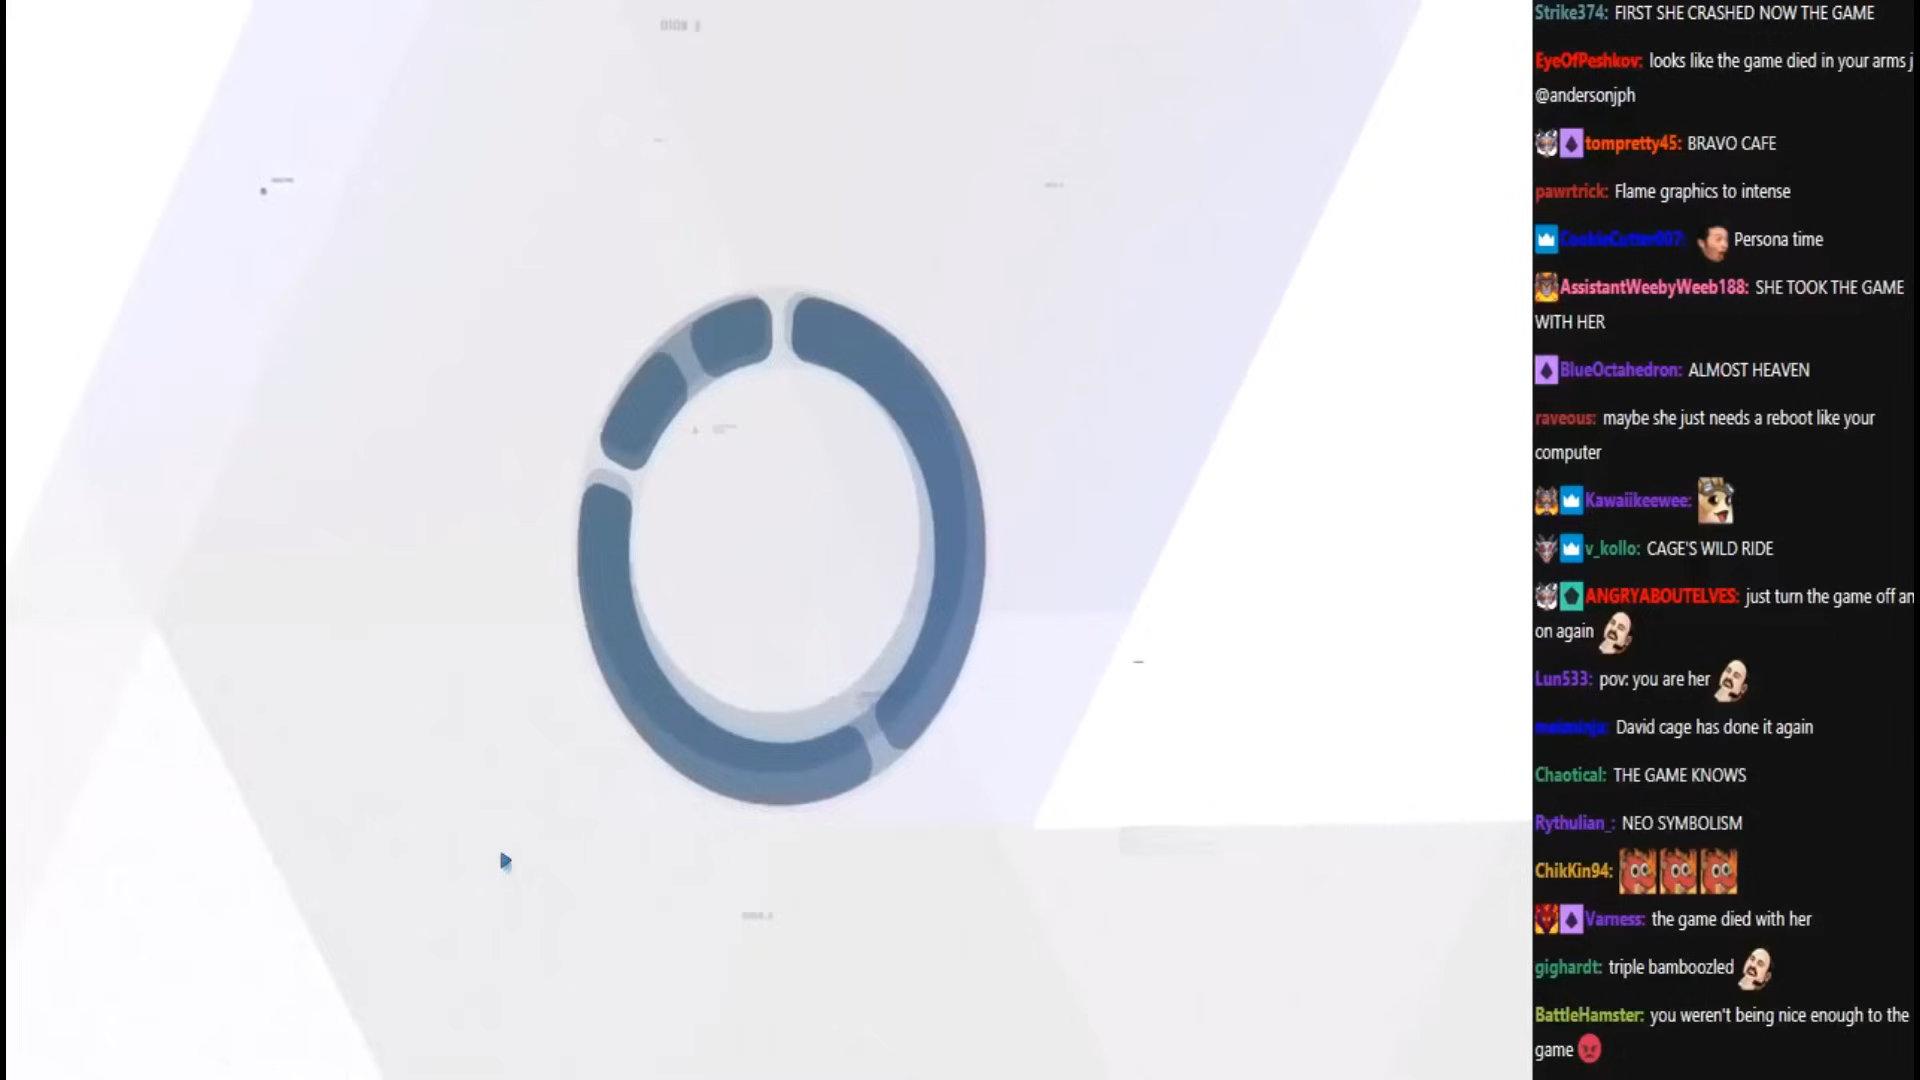 Strike374: FIRST SHE CRASHED NOW THE GAME
EyeOfPeshkov: looks like the game died in your arms j
@andersonjph
tompretty45: BRAVO CAFE
pawrtrick: Flame graphics to intense
CookieCutter007: Persona time
AssistantWeebyWeeb188: SHE TOOK THE GAME
WITH HER
BlueOctahedron: ALMOST HEAVEN
raveous: maybe she just needs a reboot like your
computer
Kawaiikeewee:
v_kollo: CAGE'S WILD RIDE
ANGRYABOUTELVES: just turn the game off an
on again
Lun533: pov: you are her
David cage has done it again
Chaotical: THE GAME KNOWS
Rythulian_: NEO SYMBOLISM
ChikKin94:
Varness: the game died with her
gighardt: triple bamboozled
BattleHamster: you weren't being nice enough to the
game